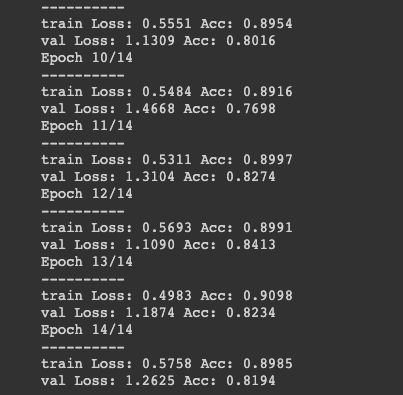 ----------
train Loss: 0.5551 Acc: 0.8954
val Loss: 1.1309 Acc: 0.8016
Epoch 10/14
----------
train Loss: 0.5484 Acc: 0.8916
val Loss: 1.4668 Acc: 0.7698
Epoch 11/14
----------
train Loss: 0.5311 Acc: 0.8997
val Loss: 1.3104 Acc: 0.8274
Epoch 12/14
----------
train Loss: 0.5693 Acc: 0.8991
val Loss: 1.1090 Acc: 0.8413
Epoch 13/14
----------
train Loss: 0.4983 Acc: 0.9098
val Loss: 1.1874 Acc: 0.8234
Epoch 14/14
----------
train Loss: 0.5758 Acc: 0.8985
val Loss: 1.2625 Acc: 0.8194